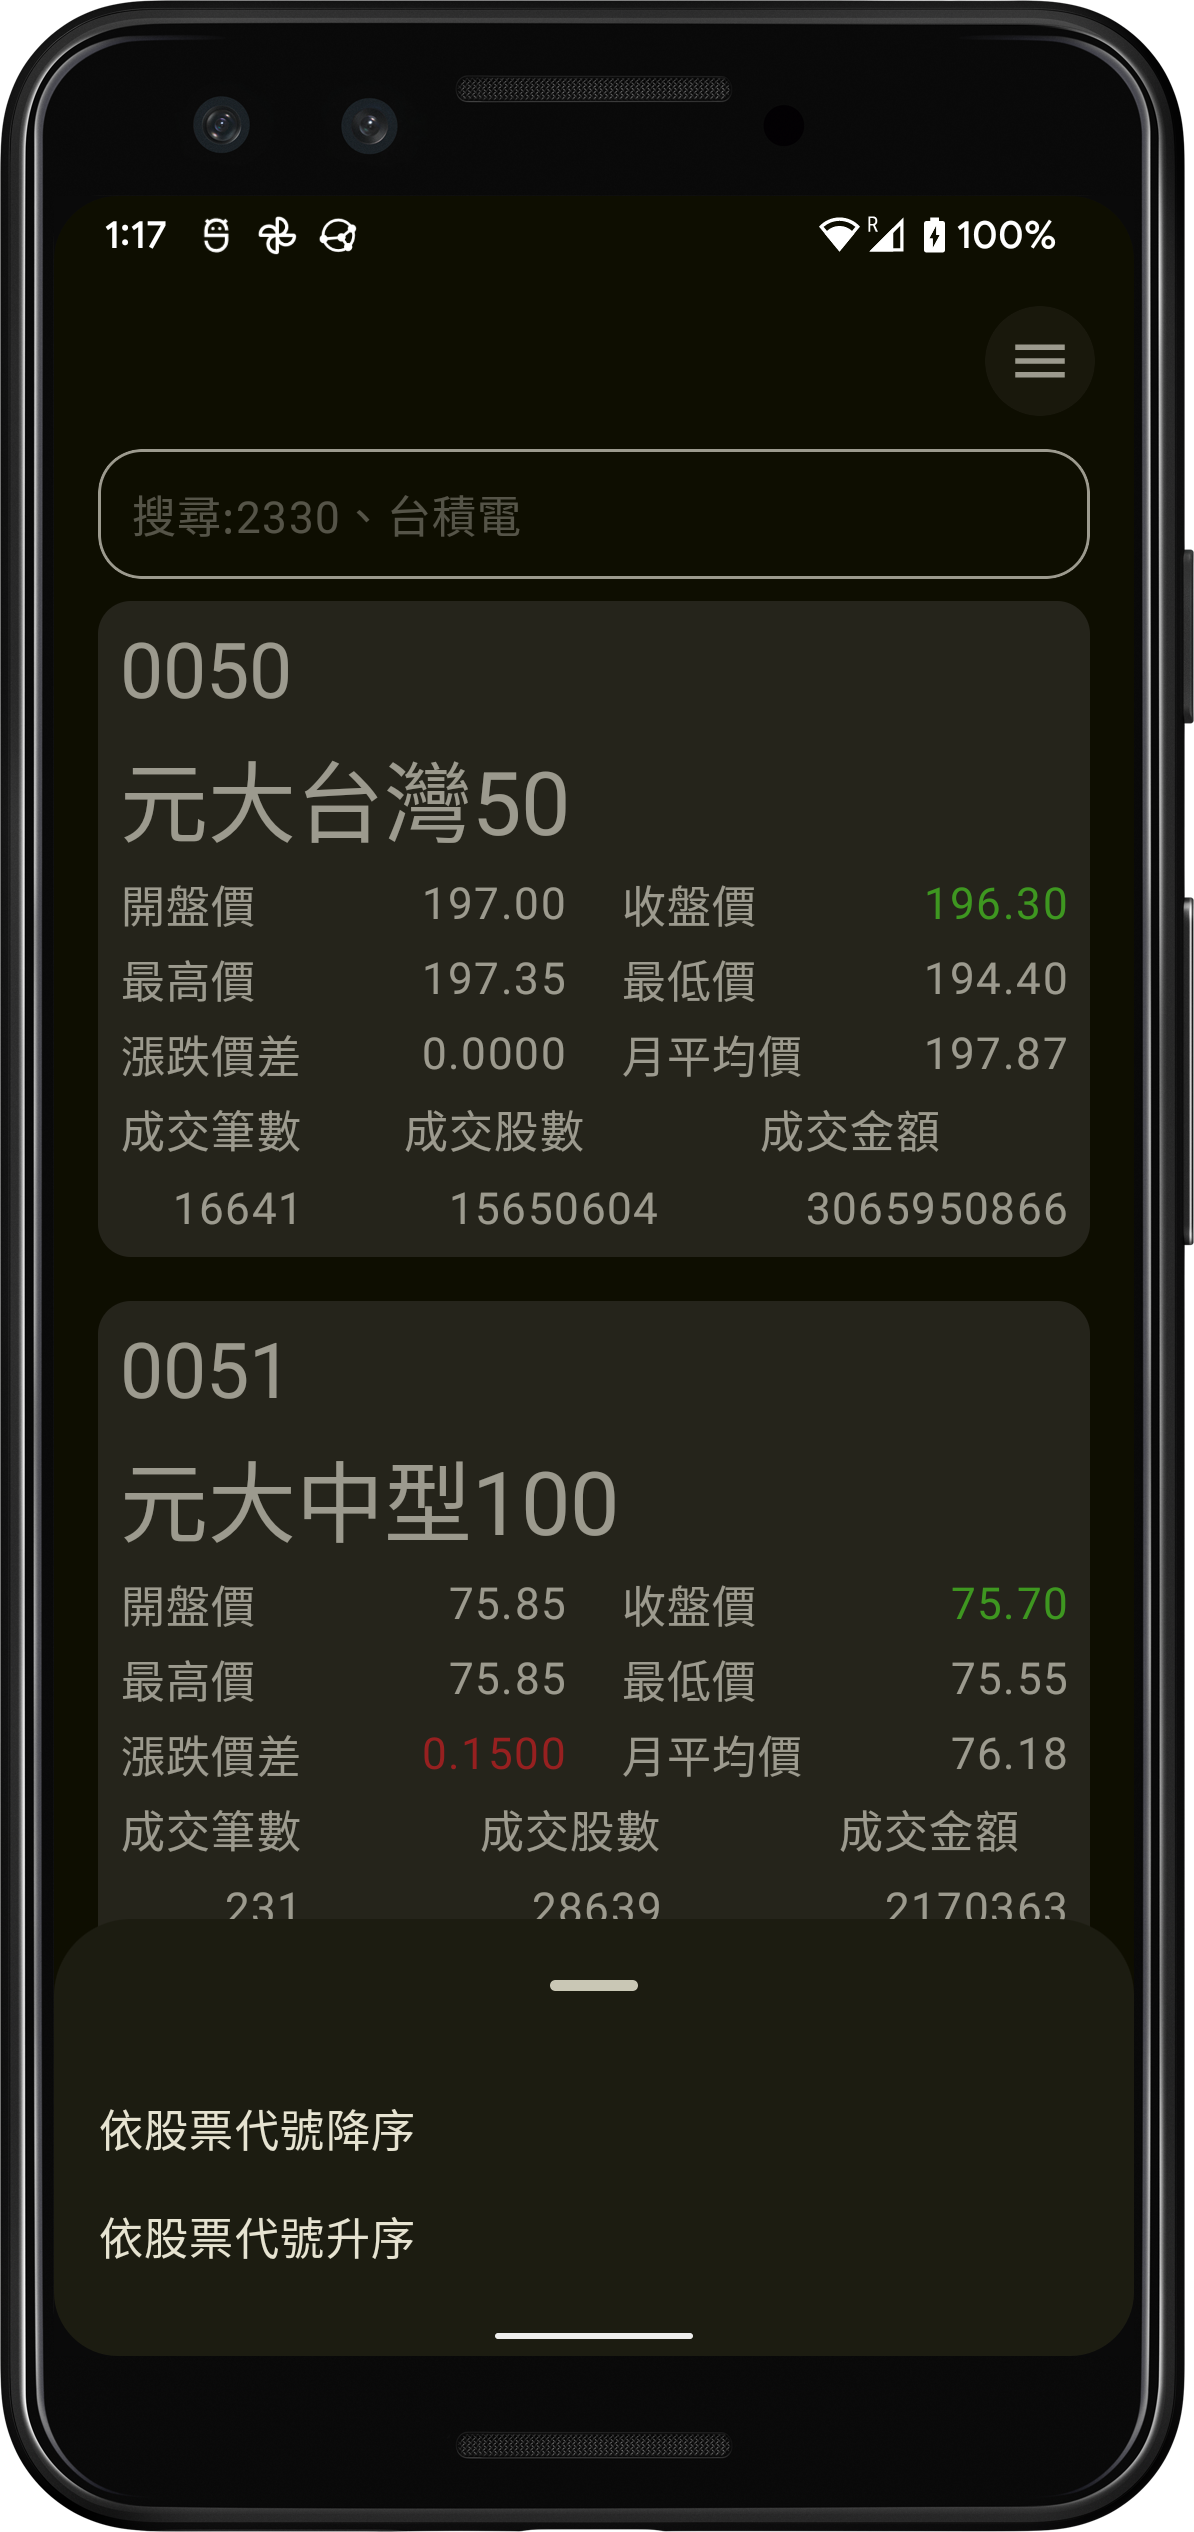 1:17
R
100%
搜尋:2330、台積電
0050
元大台灣50
開盤價 197.00 收盤價 196.30
最高價 197.35 最低價 194.40
漲跌價差 0.0000 月平均價 197.87
成交筆數 成交股數 成交金額
16641 15650604 3065950866
0051
元大中型100
開盤價 75.85 收盤價 75.70
最高價 75.85 最低價 75.55
漲跌價差 0.1500 月平均價 76.18
成交筆數 成交股數 成交金額
231 28639 2170363
依股票代號降序
依股票代號升序